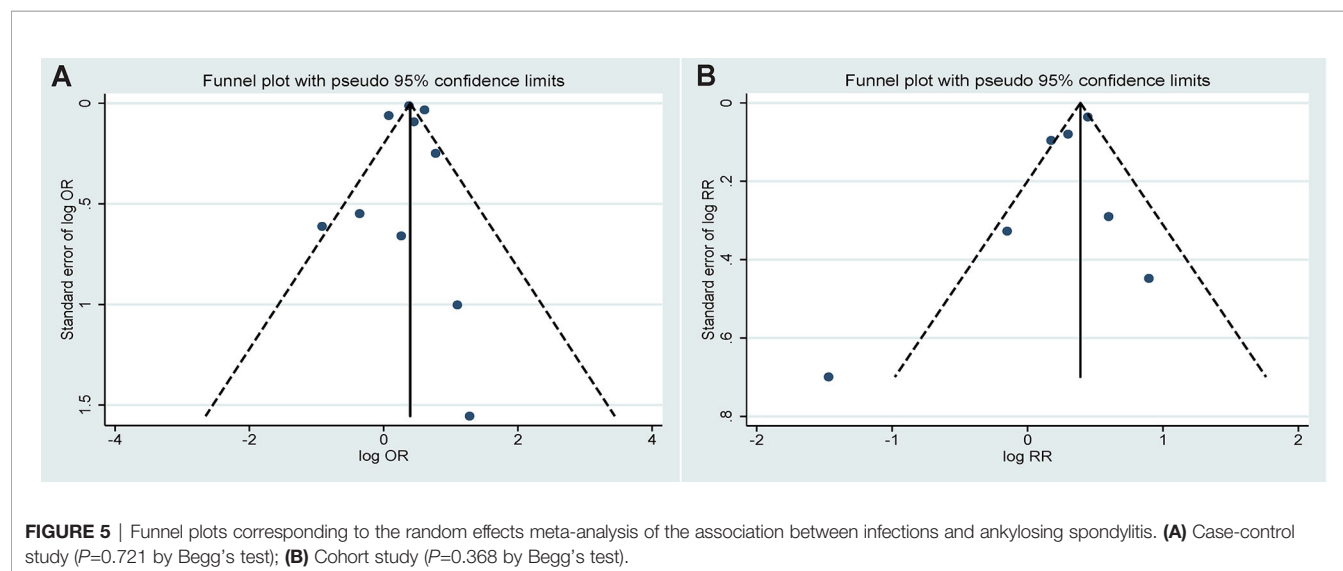 A
Funnel plot with pseudo 95% confidence limits
Standard error of log OR
0
.5
1
1.5
-4
-2
0
2
4
log OR
B
Funnel plot with pseudo 95% confidence limits
Standard error of log RR
0
.2
.4
.6
.8
-2
-1
0
1
2
log RR
FIGURE 5 | Funnel plots corresponding to the random effects meta-analysis of the association between infections and ankylosing spondylitis. (A) Case-control
study (P=0.721 by Begg’s test); (B) Cohort study (P=0.368 by Begg’s test).